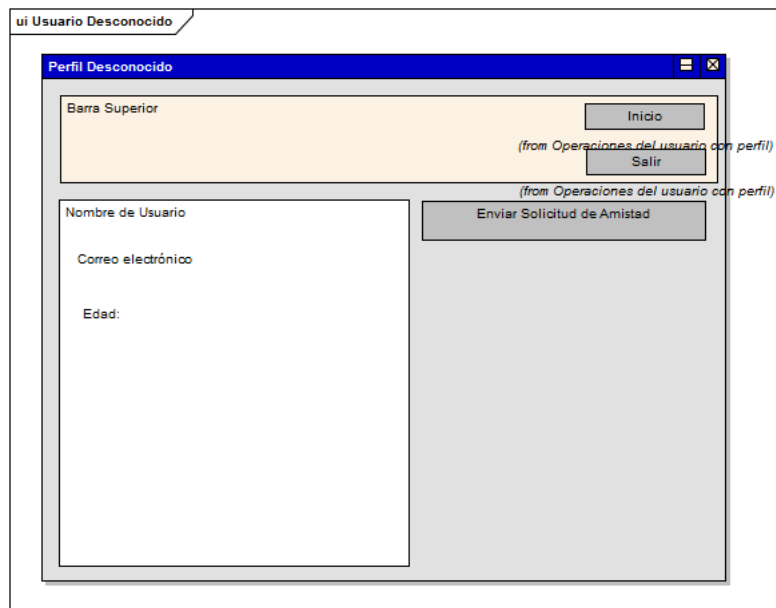 ui Usuario Desconocido
Perfil Desconocido
Barra Superior
Inicio
(from Operaciones del usuario con perfil)
Salir
(from Operaciones del usuario con perfil)
Nombre de Usuario
Enviar Solicitud de Amistad
Correo electrónico
Edad: